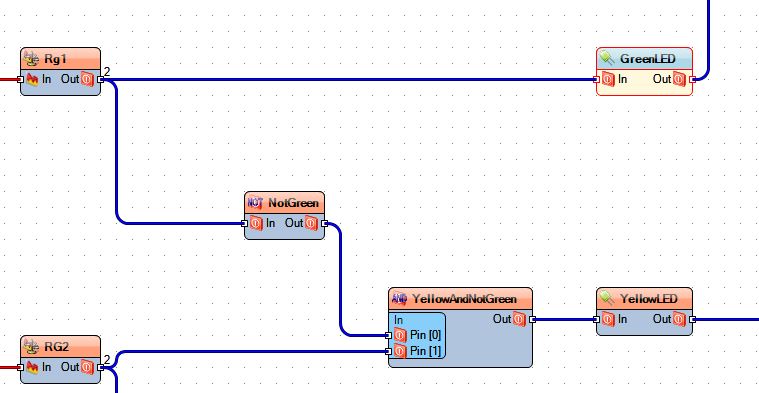 Rg1
GreenLED
2
In Out
In Out
NOT NotGreen
In Out
AND YellowAndNotGreen
YellowLED
In
Out
In Out
Pin [0]
RG2
Pin [1]
2
In Out